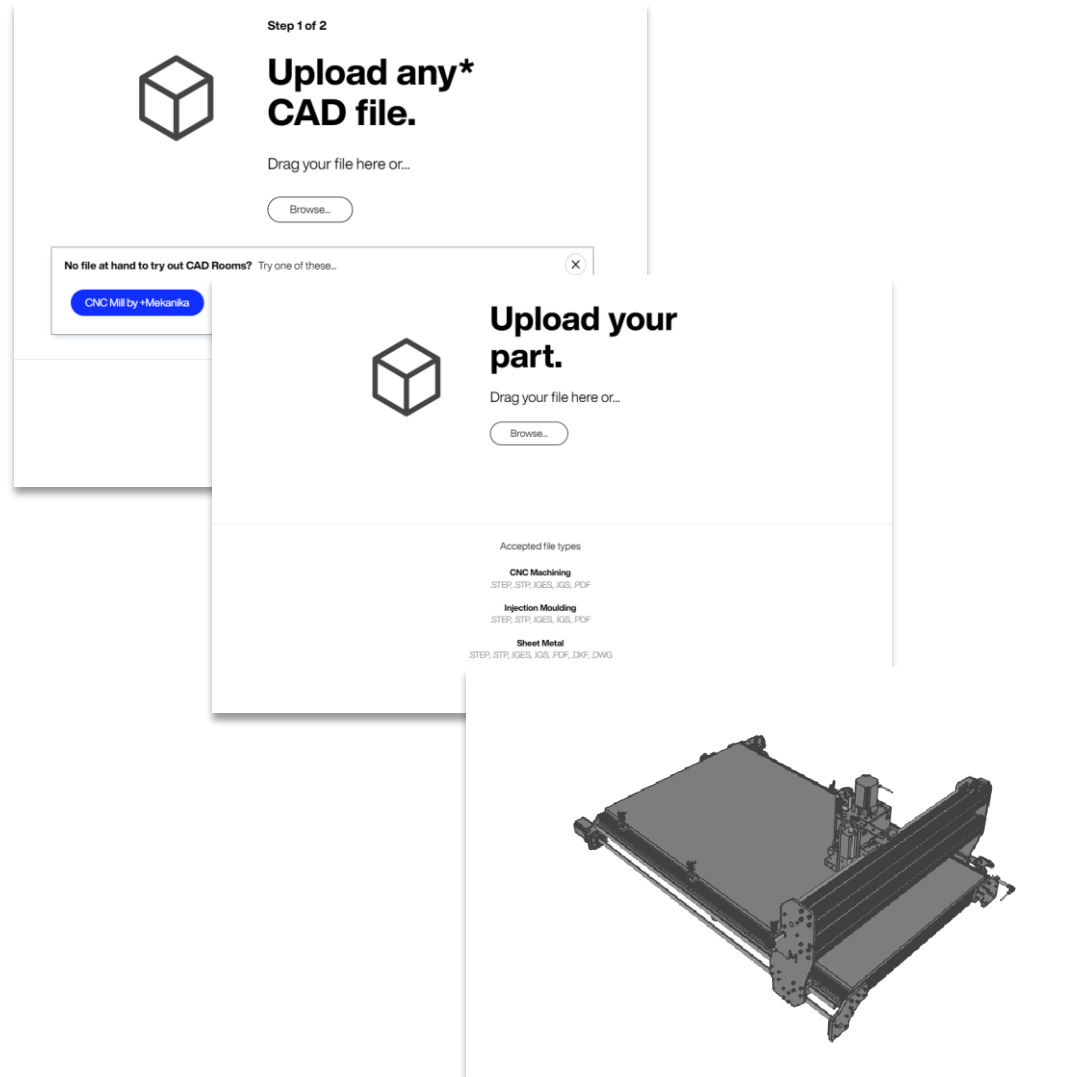 Step 1 of 2
Upload any*
CAD file.
Drag your file here or...
Browse...
No file at hand to try out CAD Rooms? Try one of these...
CNC Mill by +Mekanika
Upload your
part.
Drag your file here or...
Browse...
Accepted file types
CNC Machining
.STEP, .STP, .IGES, .IGS, .PDF
Injection Moulding
.STEP, .STP, .IGES, .IGS, .PDF
Sheet Metal
.STEP, .STP, .IGES, .IGS, .PDF, .DXF, .DWG